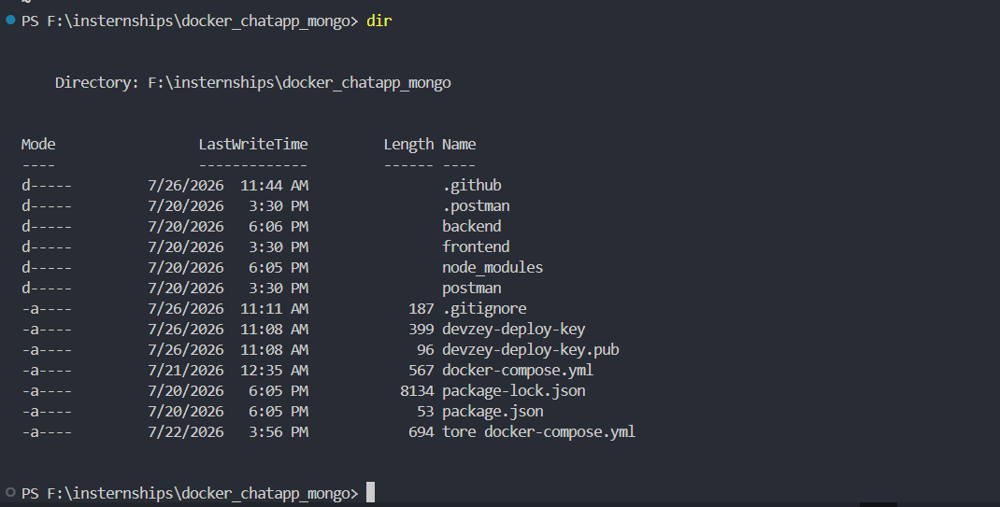 PS F:\insternships\docker_chatapp_mongo> dir
Directory: F:\insternships\docker_chatapp_mongo
Mode LastWriteTime Length Name
---- ------------- ------ ----
d----- 7/26/2026 11:44 AM .github
d----- 7/20/2026 3:30 PM .postman
d----- 7/20/2026 6:06 PM backend
d----- 7/20/2026 3:30 PM frontend
d----- 7/20/2026 6:05 PM node_modules
d----- 7/20/2026 3:30 PM postman
-a---- 7/26/2026 11:11 AM 187 .gitignore
-a---- 7/26/2026 11:08 AM 399 devzey-deploy-key
-a---- 7/26/2026 11:08 AM 96 devzey-deploy-key.pub
-a---- 7/21/2026 12:35 AM 567 docker-compose.yml
-a---- 7/20/2026 6:05 PM 8134 package-lock.json
-a---- 7/20/2026 6:05 PM 53 package.json
-a---- 7/22/2026 3:56 PM 694 tore docker-compose.yml
PS F:\insternships\docker_chatapp_mongo>